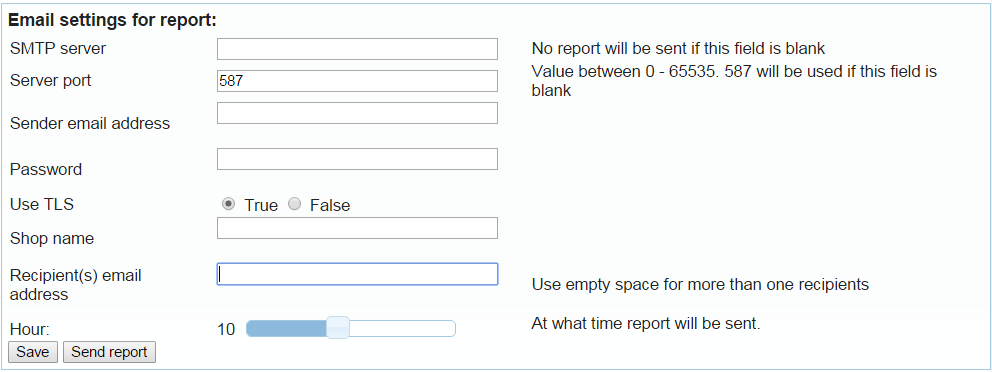 Email settings for report:
SMTP server
No report will be sent if this field is blank
Server port
587
Value between 0 - 65535. 587 will be used if this field is
blank
Sender email address
Password
Use TLS
True
False
Shop name
Recipient(s) email
address
Use empty space for more than one recipients
Hour:
10
At what time report will be sent.
Save
Send report